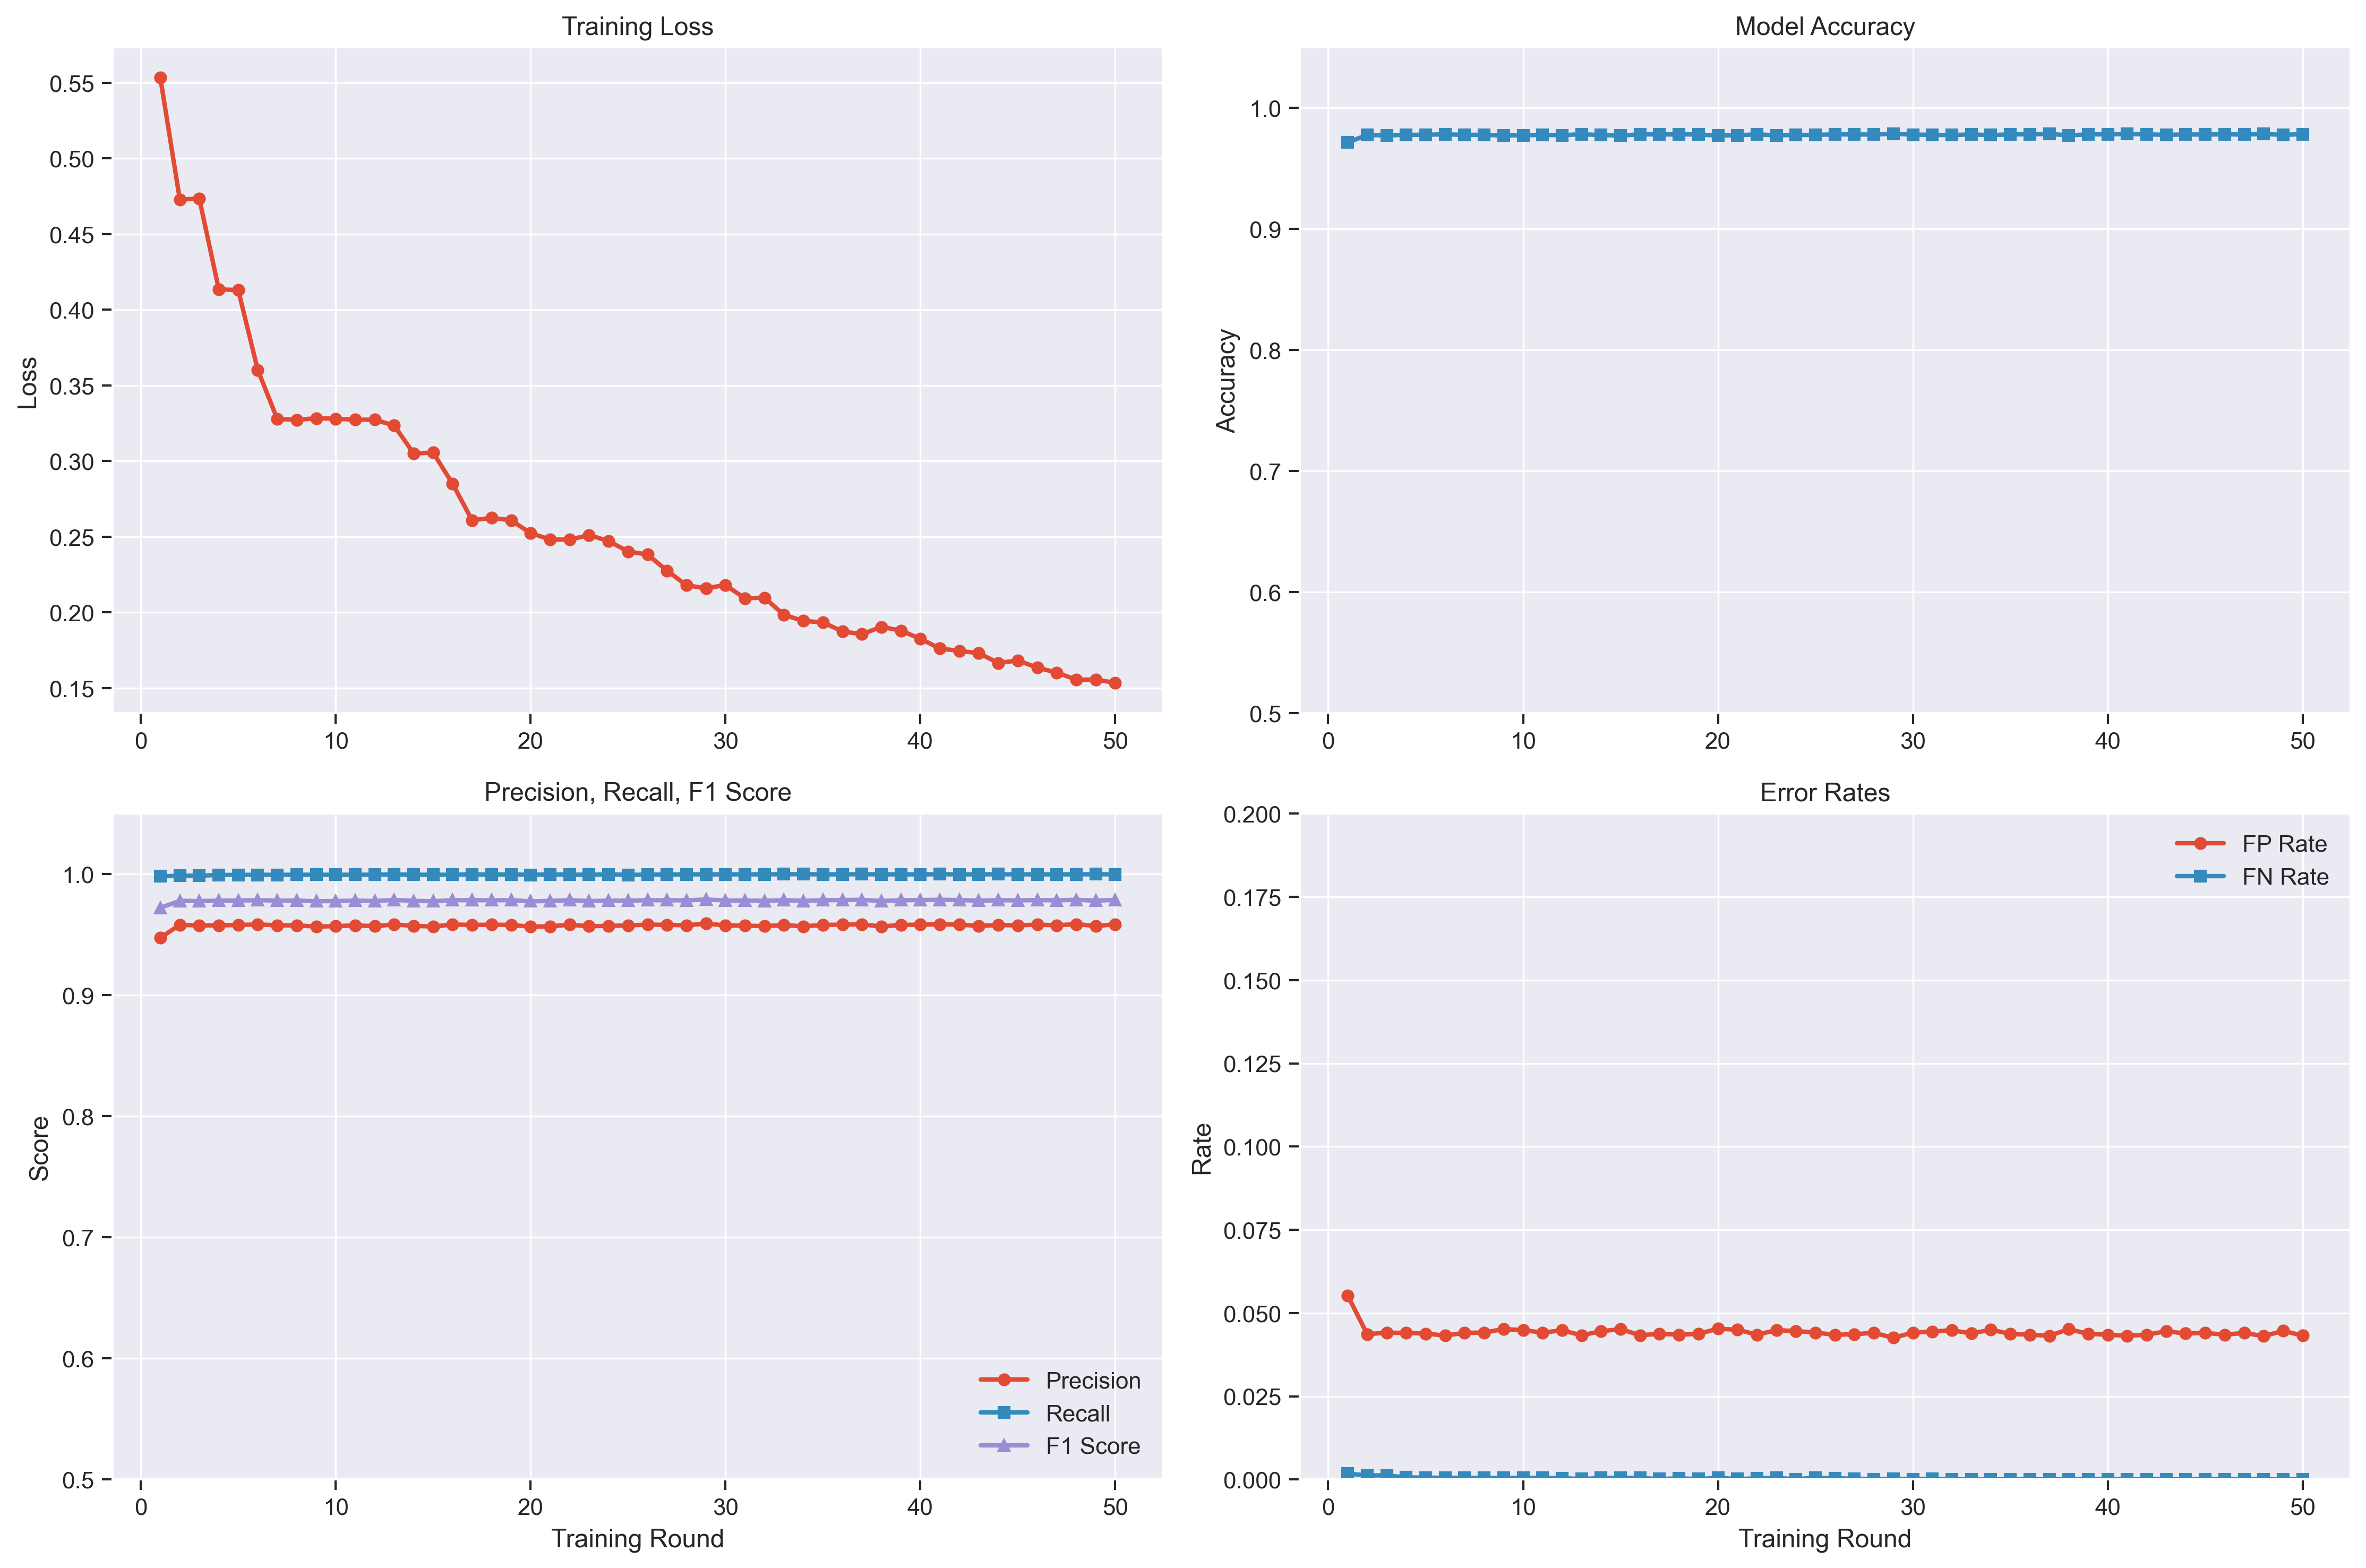 Training Loss
Loss
0.55
0.50
0.45
0.40
0.35
0.30
0.25
0.20
0.15
0 10 20 30 40 50
Model Accuracy
Accuracy
1.0
0.9
0.8
0.7
0.6
0.5
0 10 20 30 40 50
Precision, Recall, F1 Score
Score
1.0
0.9
0.8
0.7
0.6
0.5
Precision
Recall
F1 Score
0 10 20 30 40 50
Training Round
Error Rates
Rate
0.200
0.175
0.150
0.125
0.100
0.075
0.050
0.025
0.000
FP Rate
FN Rate
0 10 20 30 40 50
Training Round